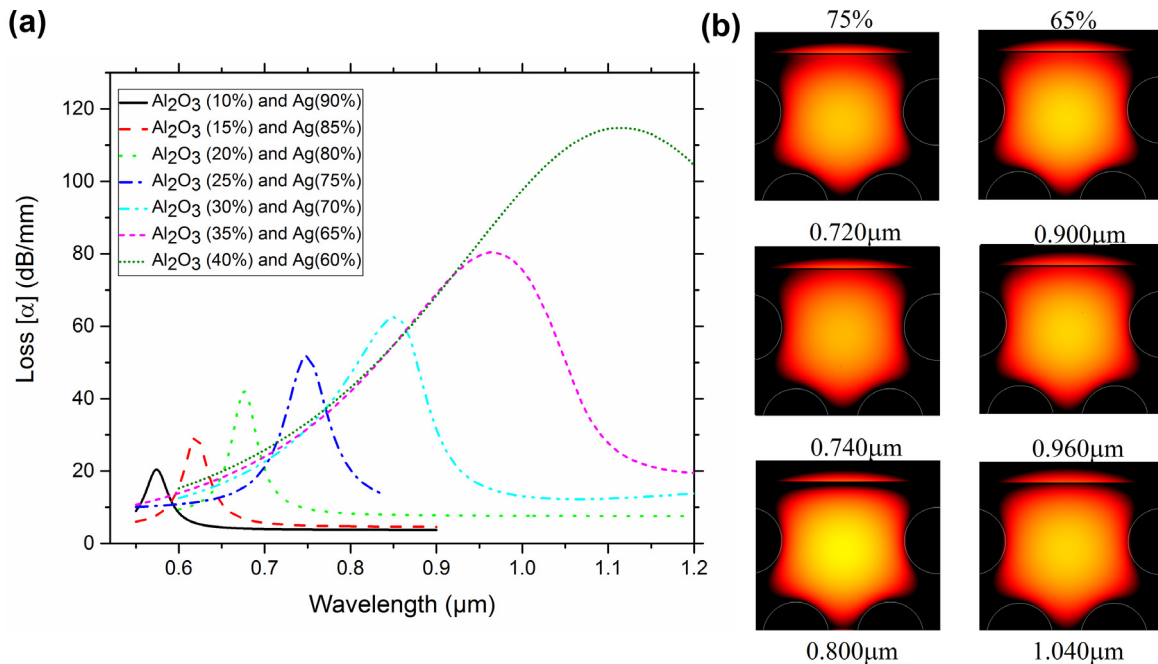 (a)
(b)
75%
65%
Al₂O₃ (10%) and Ag(90%)
Al₂O₃ (15%) and Ag(85%)
Al₂O₃ (20%) and Ag(80%)
Al₂O₃ (25%) and Ag(75%)
Al₂O₃ (30%) and Ag(70%)
Al₂O₃ (35%) and Ag(65%)
Al₂O₃ (40%) and Ag(60%)
120
100
80
60
40
20
0
Loss [α] (dB/mm)
0.6 0.7 0.8 0.9 1.0 1.1 1.2
Wavelength (μm)
0.720μm
0.900μm
0.740μm
0.960μm
0.800μm
1.040μm